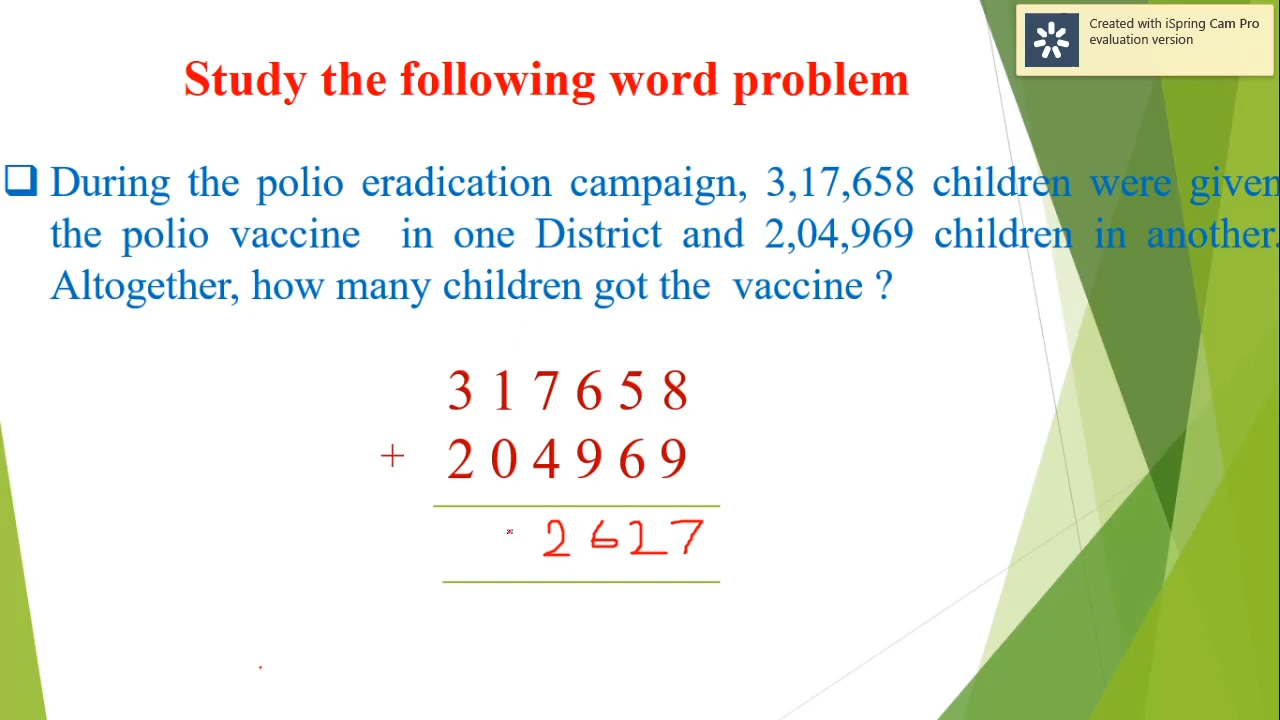 Created with iSpring Cam Pro
evaluation version
Study the following word problem
During the polio eradication campaign, 3,17,658 children were given
the polio vaccine in one District and 2,04,969 children in another.
Altogether, how many children got the vaccine ?
3 1 7 6 5 8
+ 2 0 4 9 6 9
2 6 2 7